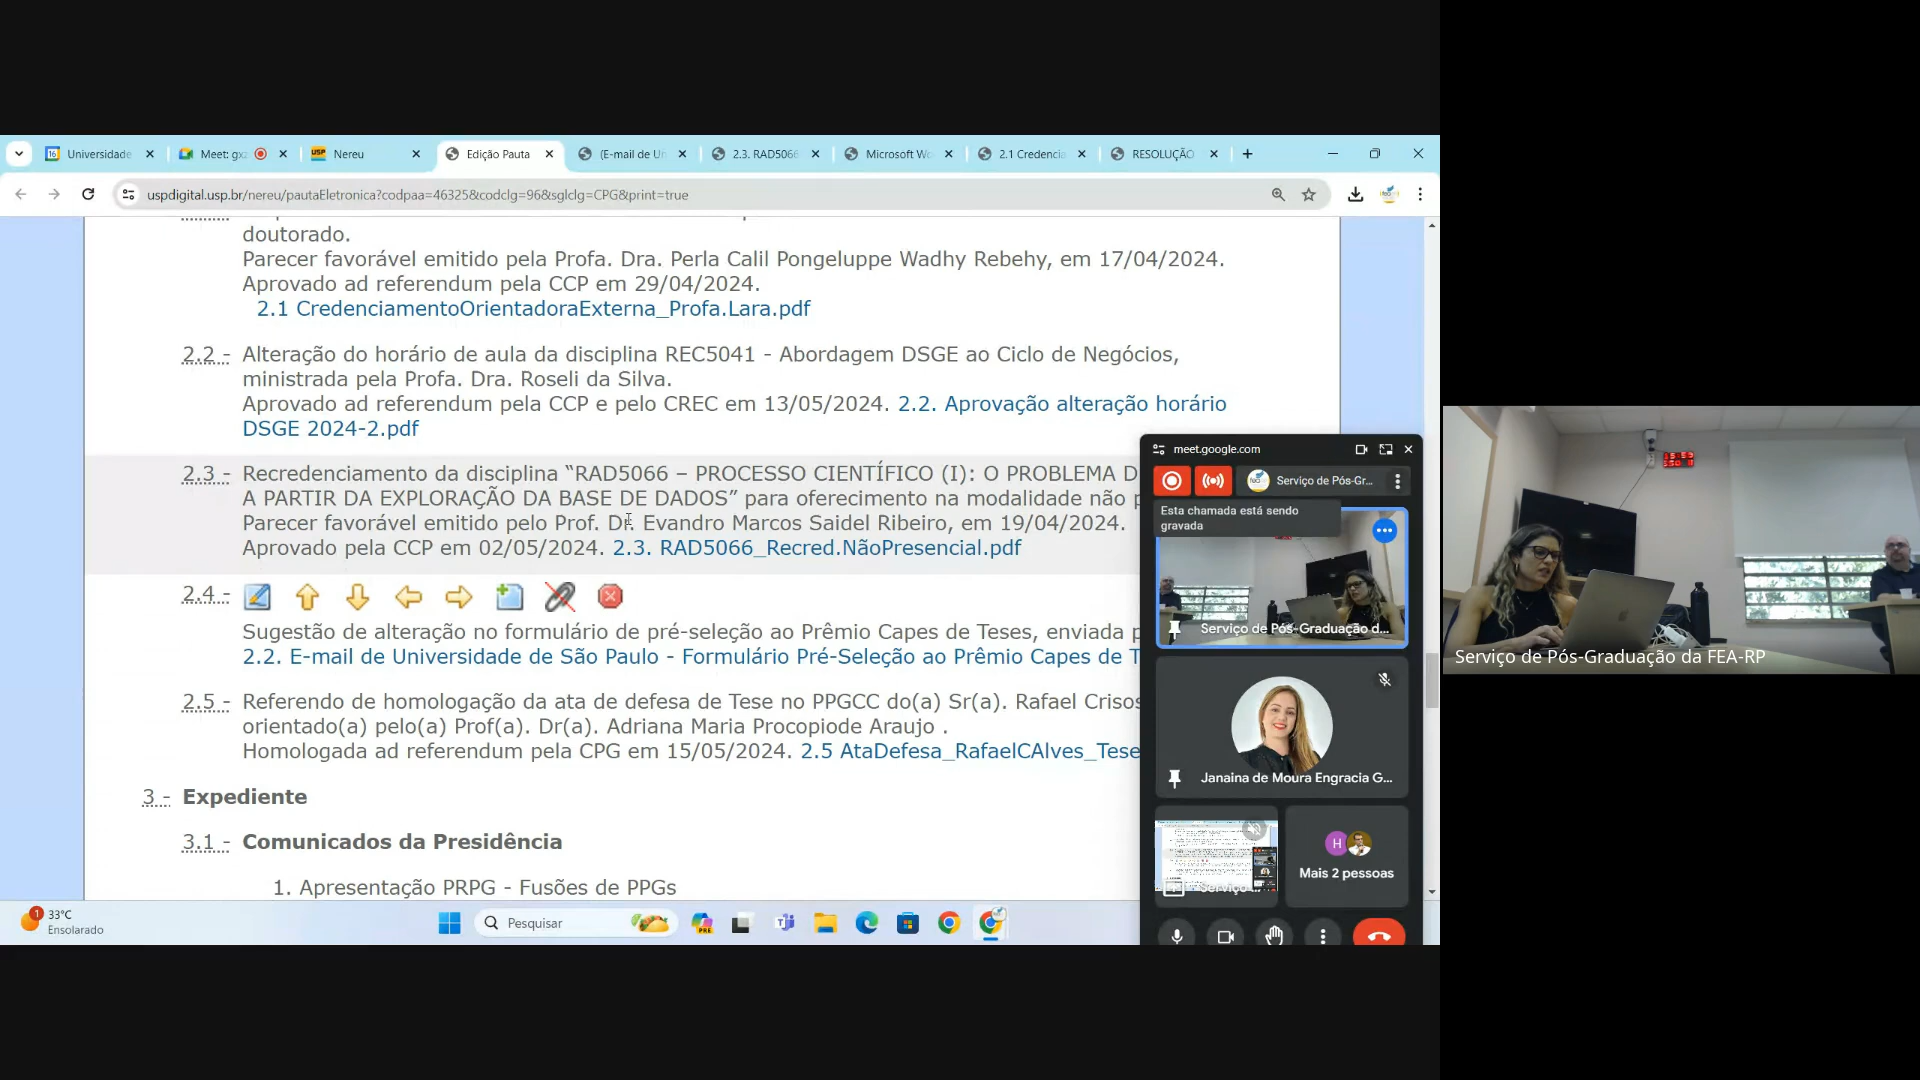 Universidade
Meet: gxz
Nereu
Edição Pauta
(E-mail de Un
2.3. RAD5066
Microsoft Wo
2.1 Credencia
RESOLUÇÃO
uspdigital.usp.br/nereu/pautaEletronica?codpaa=46325&codclg=96&sglclg=CPG&print=true
doutorado.
Parecer favorável emitido pela Profa. Dra. Perla Calil Pongeluppe Wadhy Rebehy, em 17/04/2024.
Aprovado ad referendum pela CCP em 29/04/2024.
2.1 CredenciamentoOrientadoraExterna_Profa.Lara.pdf
2.2 - Alteração do horário de aula da disciplina REC5041 - Abordagem DSGE ao Ciclo de Negócios,
ministrada pela Profa. Dra. Roseli da Silva.
Aprovado ad referendum pela CCP e pelo CREC em 13/05/2024. 2.2. Aprovação alteração horário
DSGE 2024-2.pdf
2.3 - Recredenciamento da disciplina “RAD5066 – PROCESSO CIENTÍFICO (I): O PROBLEMA D
A PARTIR DA EXPLORAÇÃO DA BASE DE DADOS” para oferecimento na modalidade não p
Parecer favorável emitido pelo Prof. Dr. Evandro Marcos Saidel Ribeiro, em 19/04/2024.
Aprovado pela CCP em 02/05/2024. 2.3. RAD5066_Recred.NãoPresencial.pdf
2.4 -
Sugestão de alteração no formulário de pré-seleção ao Prêmio Capes de Teses, enviada p
2.2. E-mail de Universidade de São Paulo - Formulário Pré-Seleção ao Prêmio Capes de T
2.5 - Referendo de homologação da ata de defesa de Tese no PPGCC do(a) Sr(a). Rafael Crisos
orientado(a) pelo(a) Prof(a). Dr(a). Adriana Maria Procopiode Araujo .
Homologada ad referendum pela CPG em 15/05/2024. 2.5 AtaDefesa_RafaelCAlves_Tese
3 - Expediente
3.1 - Comunicados da Presidência
1. Apresentação PRPG - Fusões de PPGs
meet.google.com
Serviço de Pós-Gr...
Esta chamada está sendo
gravada
Serviço de Pós-Graduação d...
Janaina de Moura Engracia G...
Serviço...
H
Mais 2 pessoas
Serviço de Pós-Graduação da FEA-RP
1
33°C
Ensolarado
Pesquisar
PRE